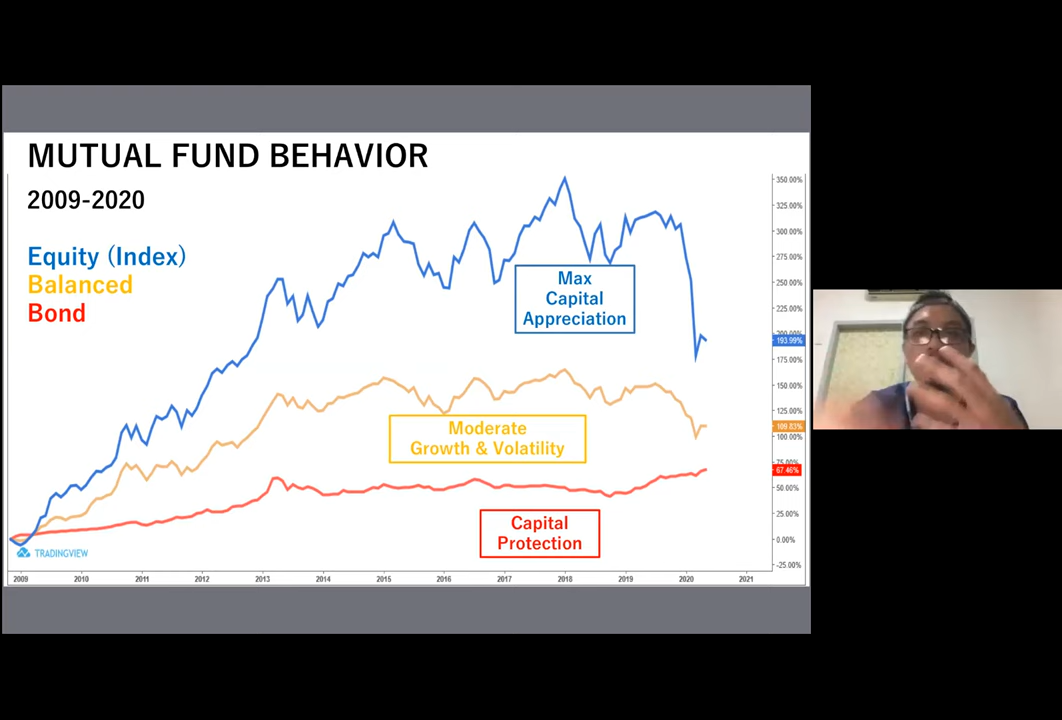 MUTUAL FUND BEHAVIOR
2009-2020
Equity (Index)
Balanced
Bond
Max
Capital
Appreciation
Moderate
Growth & Volatility
Capital
Protection
TRADINGVIEW
350.00%
325.00%
300.00%
275.00%
250.00%
225.00%
200.00%
193.99%
175.00%
150.00%
125.00%
109.83%
100.00%
75.00%
67.46%
50.00%
25.00%
0.00%
-25.00%
2009 2010 2011 2012 2013 2014 2015 2016 2017 2018 2019 2020 2021